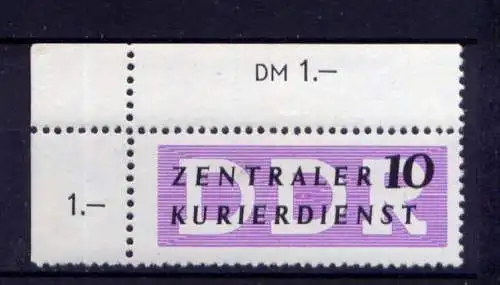 DM 1.–
1.–
DDR
ZENTRALER 10
KURIERDIENST